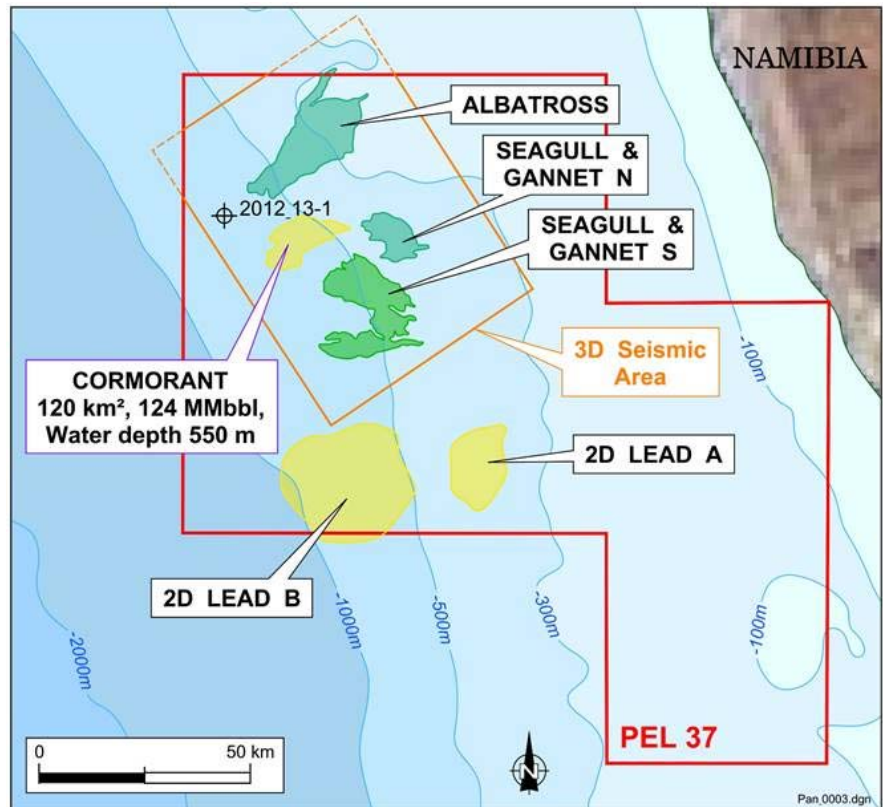 NAMIBIA
ALBATROSS
SEAGULL &
GANNET N
2012_13-1
SEAGULL &
GANNET S
-100m
3D Seismic
Area
CORMORANT
120 km², 124 MMbbl,
Water depth 550 m
2D LEAD A
2D LEAD B
-1000m
-500m
-300m
-100m
-2000m
PEL 37
0
50 km
N
Pan_0003.dgn